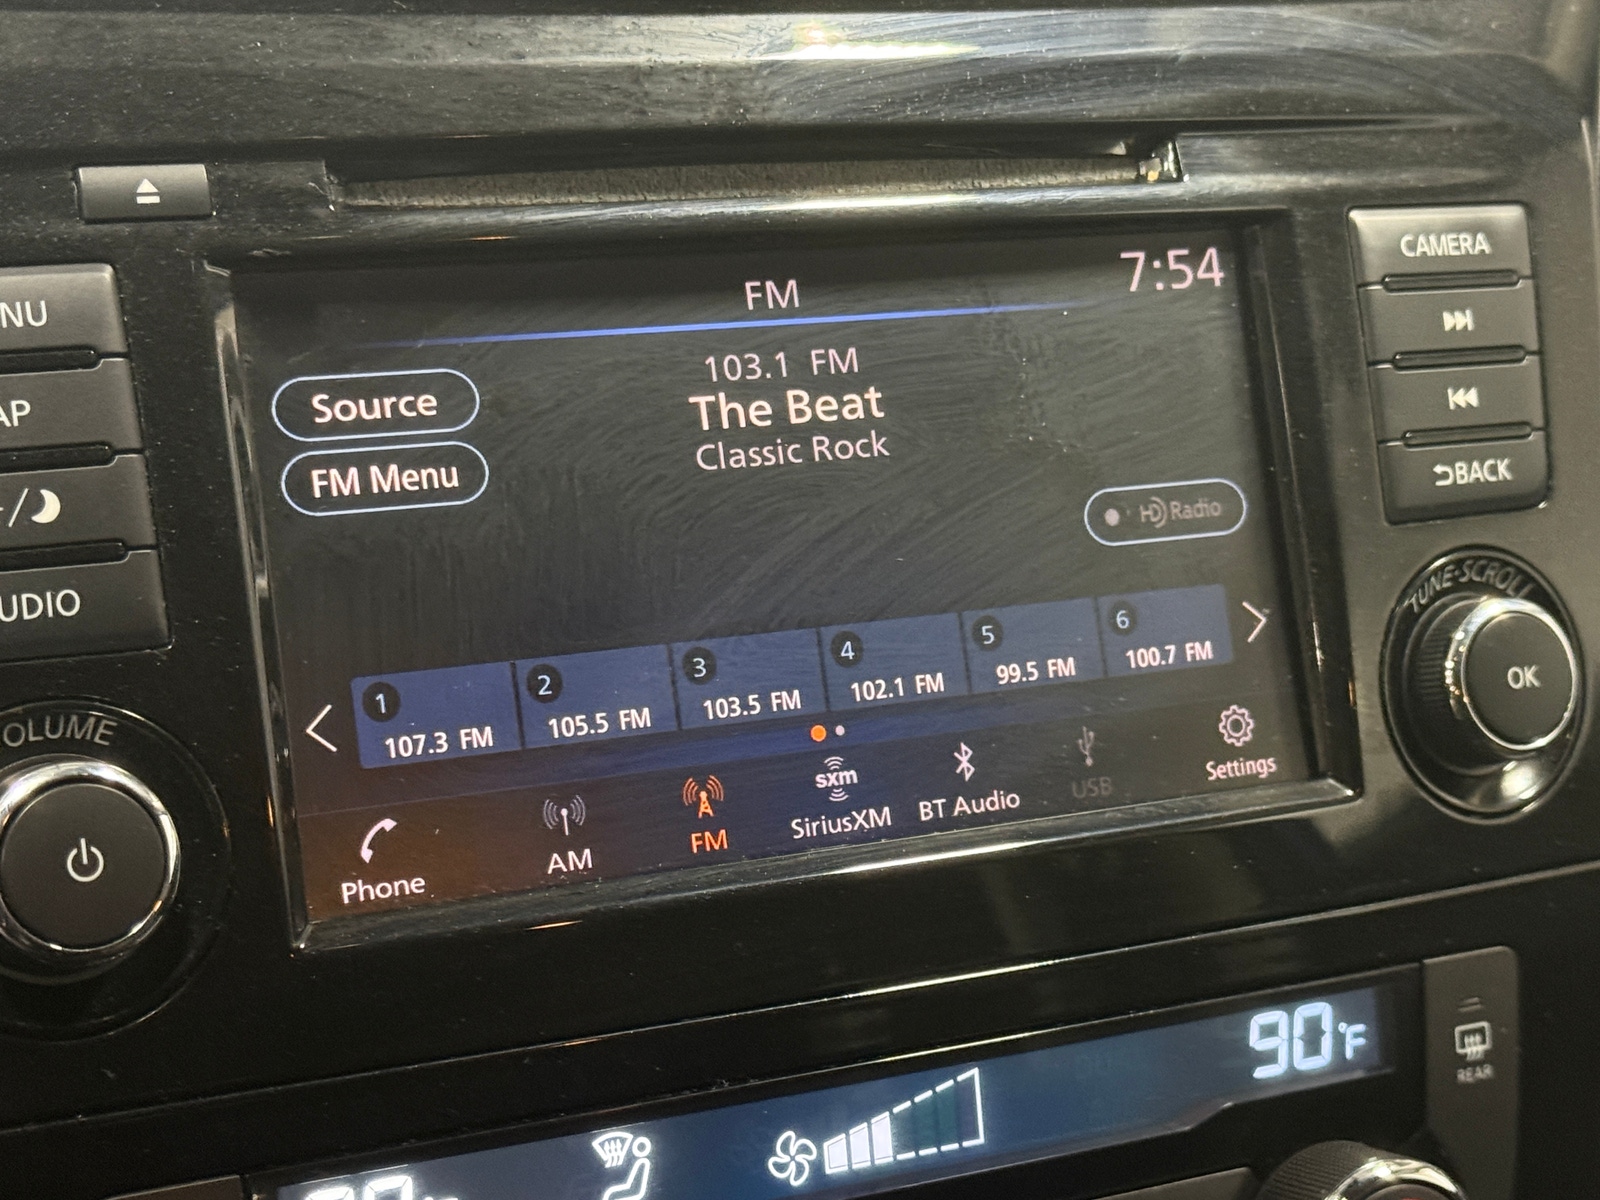 FM
7:54
103.1 FM
The Beat
Classic Rock
Source
FM Menu
HD Radio
1
107.3 FM
2
105.5 FM
3
103.5 FM
4
102.1 FM
5
99.5 FM
6
100.7 FM
Phone
AM
FM
sxm
SiriusXM
BT Audio
USB
Settings
NU
AP
UDIO
OLUME
CAMERA
BACK
TUNE·SCROLL
OK
90°F
REAR